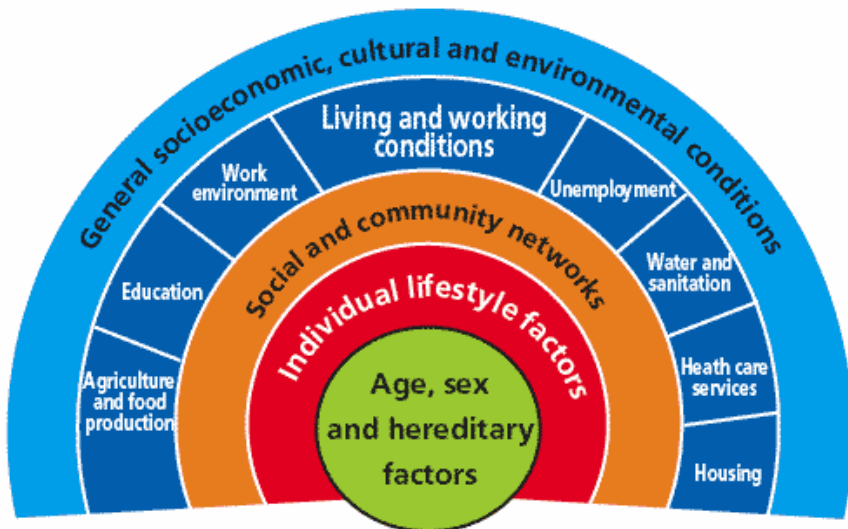 General socioeconomic, cultural and environmental conditions
Living and working
conditions
Work
environment
Unemployment
Education
Water and
sanitation
Agriculture
and food
production
Heath care
services
Housing
Social and community networks
Individual lifestyle factors
Age, sex
and hereditary
factors